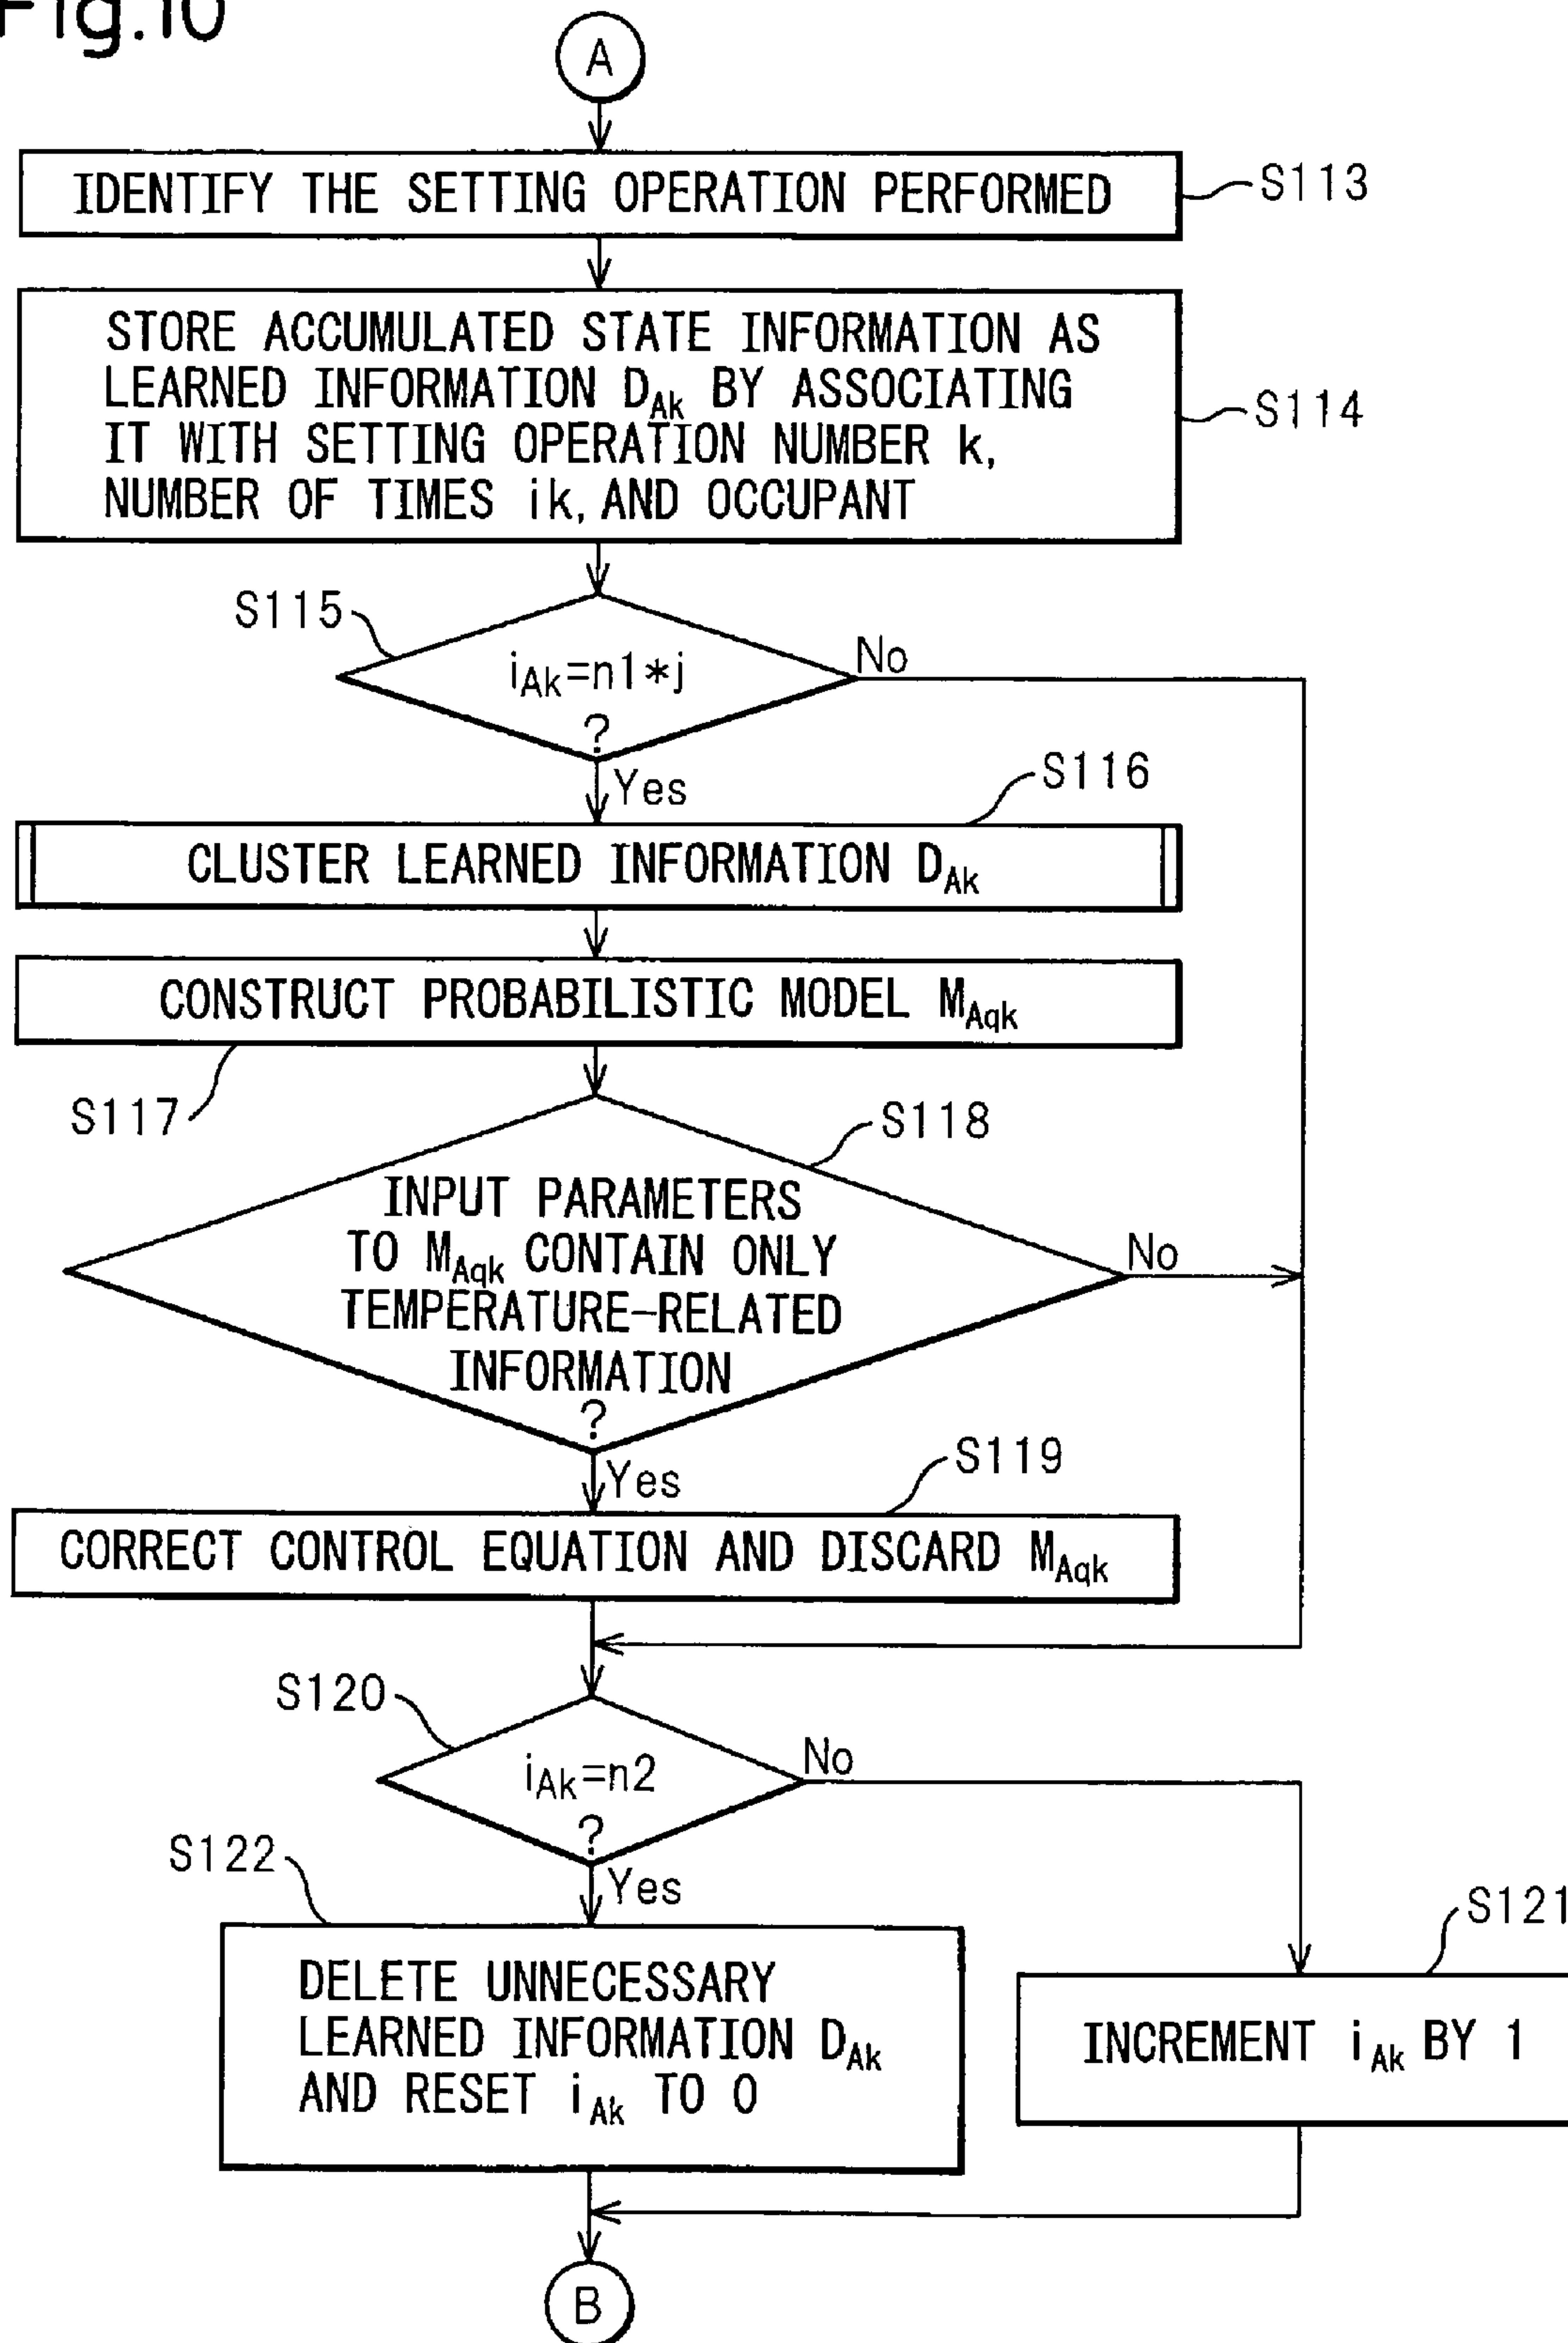 Fig.10
A
IDENTIFY THE SETTING OPERATION PERFORMED
S113
STORE ACCUMULATED STATE INFORMATION AS
LEARNED INFORMATION DAk BY ASSOCIATING
IT WITH SETTING OPERATION NUMBER k,
NUMBER OF TIMES ik, AND OCCUPANT
S114
S115
iAk=n1*j
?
No
Yes
S116
CLUSTER LEARNED INFORMATION DAk
CONSTRUCT PROBABILISTIC MODEL MAqk
S117
S118
INPUT PARAMETERS
TO MAqk CONTAIN ONLY
TEMPERATURE-RELATED
INFORMATION
?
No
Yes
S119
CORRECT CONTROL EQUATION AND DISCARD MAqk
S120
iAk=n2
?
No
Yes
S122
S121
DELETE UNNECESSARY
LEARNED INFORMATION DAk
AND RESET iAk TO 0
INCREMENT iAk BY 1
B